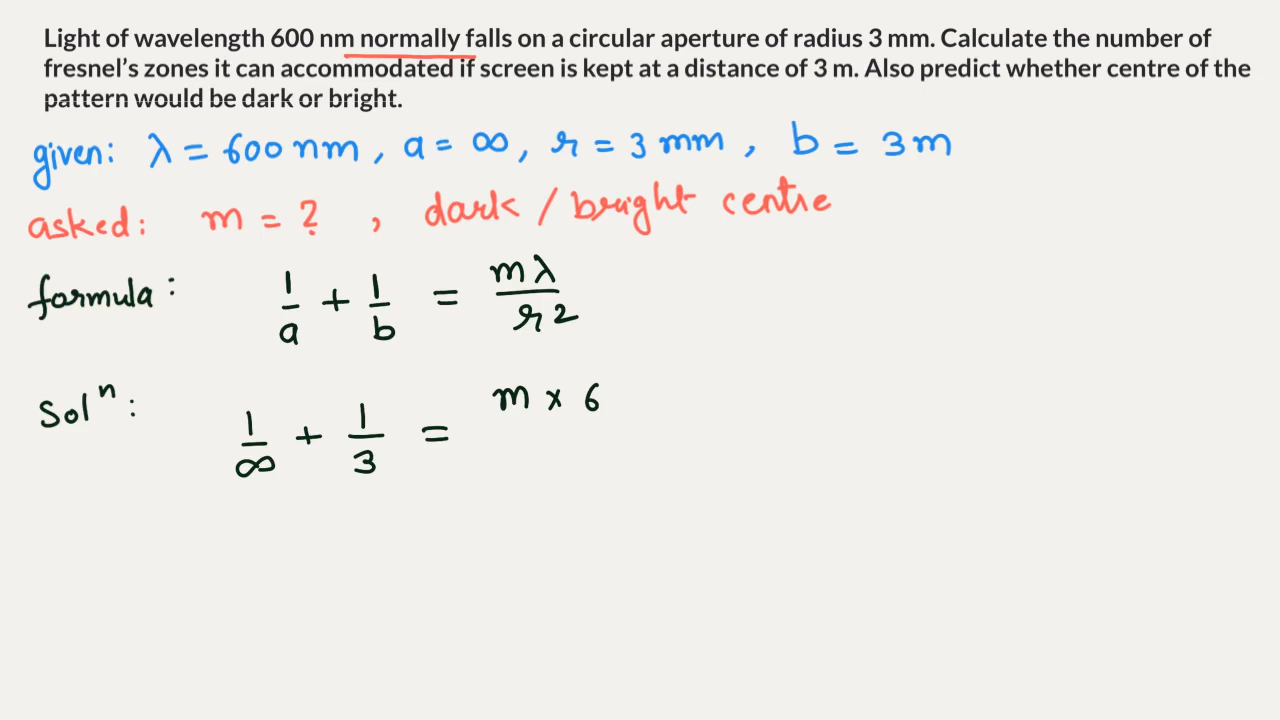 Light of wavelength 600 nm normally falls on a circular aperture of radius 3 mm. Calculate the number of
fresnel's zones it can accommodated if screen is kept at a distance of 3 m. Also predict whether centre of the
pattern would be dark or bright.
given: λ = 600 nm, a = ∞, r = 3 mm, b = 3m
asked: m = ?, dark / bright centre
formula: 1/a + 1/b = mλ/r2
Solⁿ: 1/∞ + 1/3 = m × 6